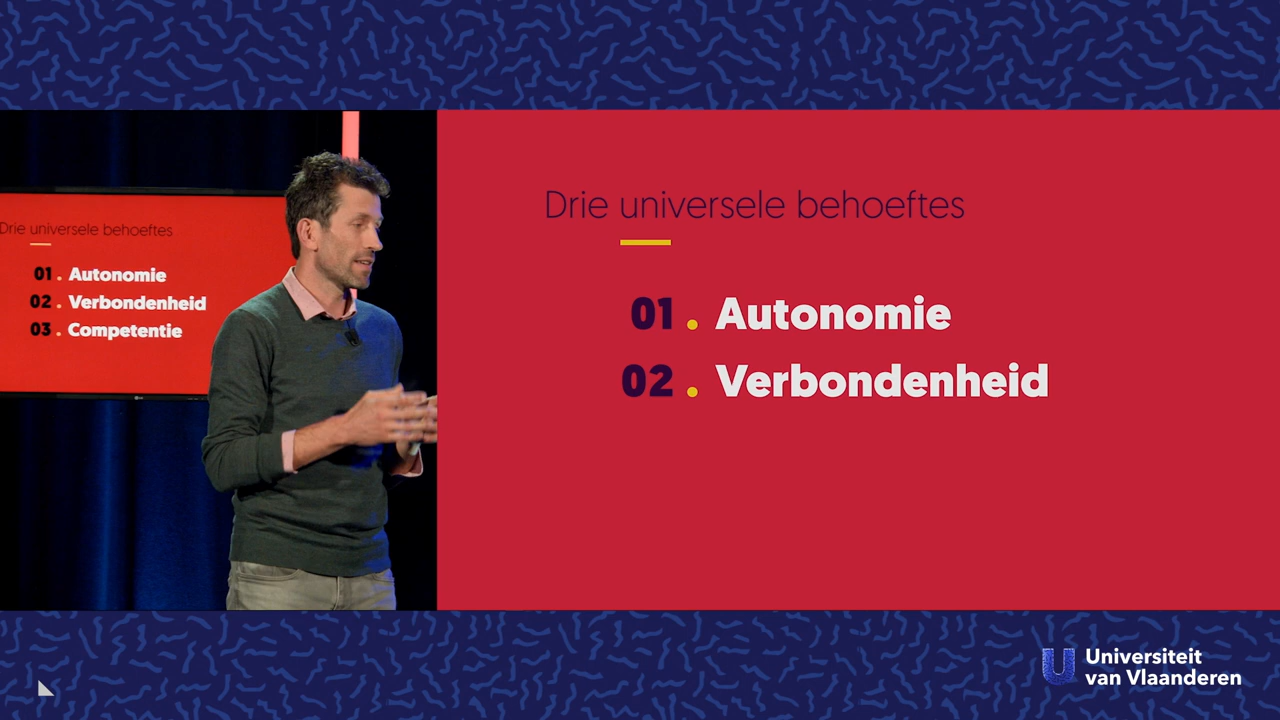 Drie universele behoeftes
01. Autonomie
02. Verbondenheid
03. Competentie
LG
Drie universele behoeftes
01. Autonomie
02. Verbondenheid
U Universiteit
van Vlaanderen